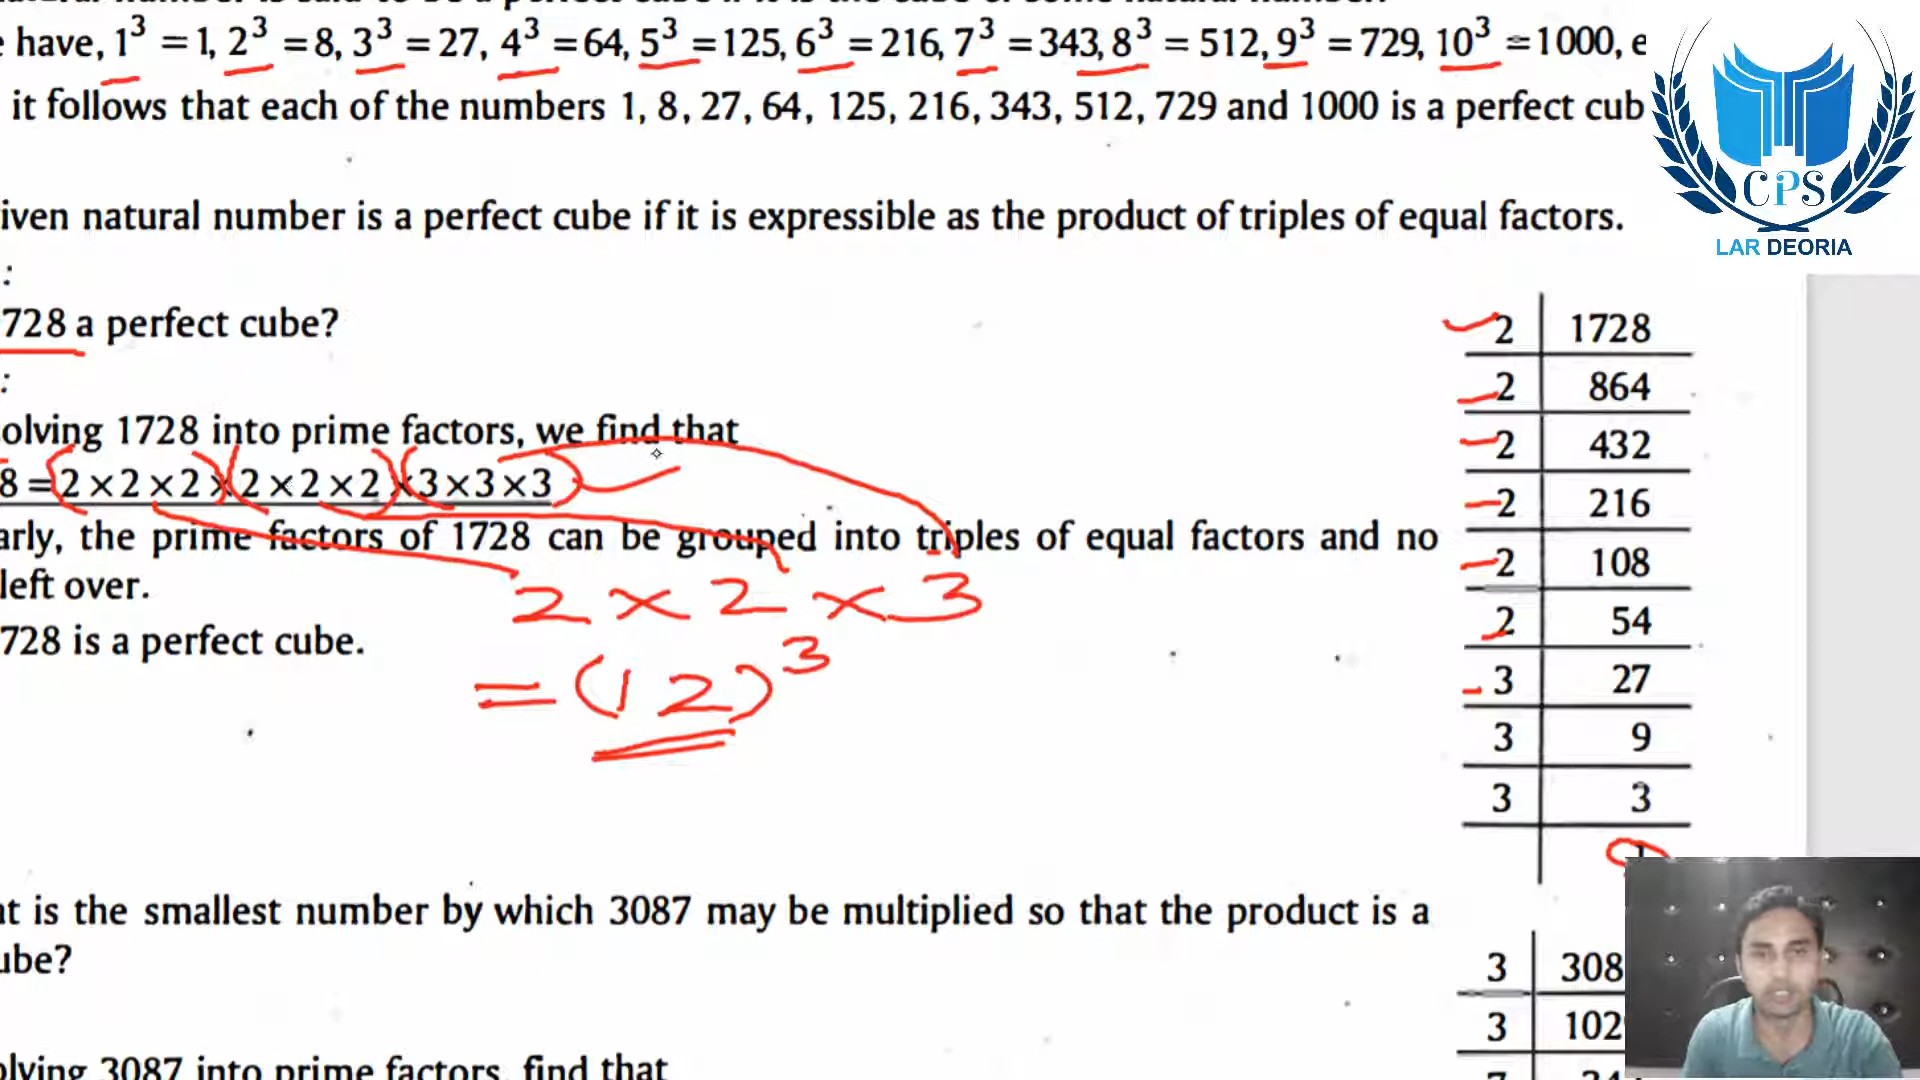 e have, 1³ = 1, 2³ = 8, 3³ = 27, 4³ = 64, 5³ = 125, 6³ = 216, 7³ = 343, 8³ = 512, 9³ = 729, 10³ = 1000, e
it follows that each of the numbers 1, 8, 27, 64, 125, 216, 343, 512, 729 and 1000 is a perfect cub
CPS
LAR DEORIA
iven natural number is a perfect cube if it is expressible as the product of triples of equal factors.
:
728 a perfect cube?
:
olving 1728 into prime factors, we find that
8 = 2 × 2 × 2 × 2 × 2 × 2 × 3 × 3 × 3
arly, the prime factors of 1728 can be grouped into triples of equal factors and no
left over.
2 × 2 × 3
728 is a perfect cube.
= (12)³
2 1728
2 864
2 432
2 216
2 108
2 54
3 27
3 9
3 3
at is the smallest number by which 3087 may be multiplied so that the product is a
ube?
3 308
3 102
olving 3087 into prime factors, find that